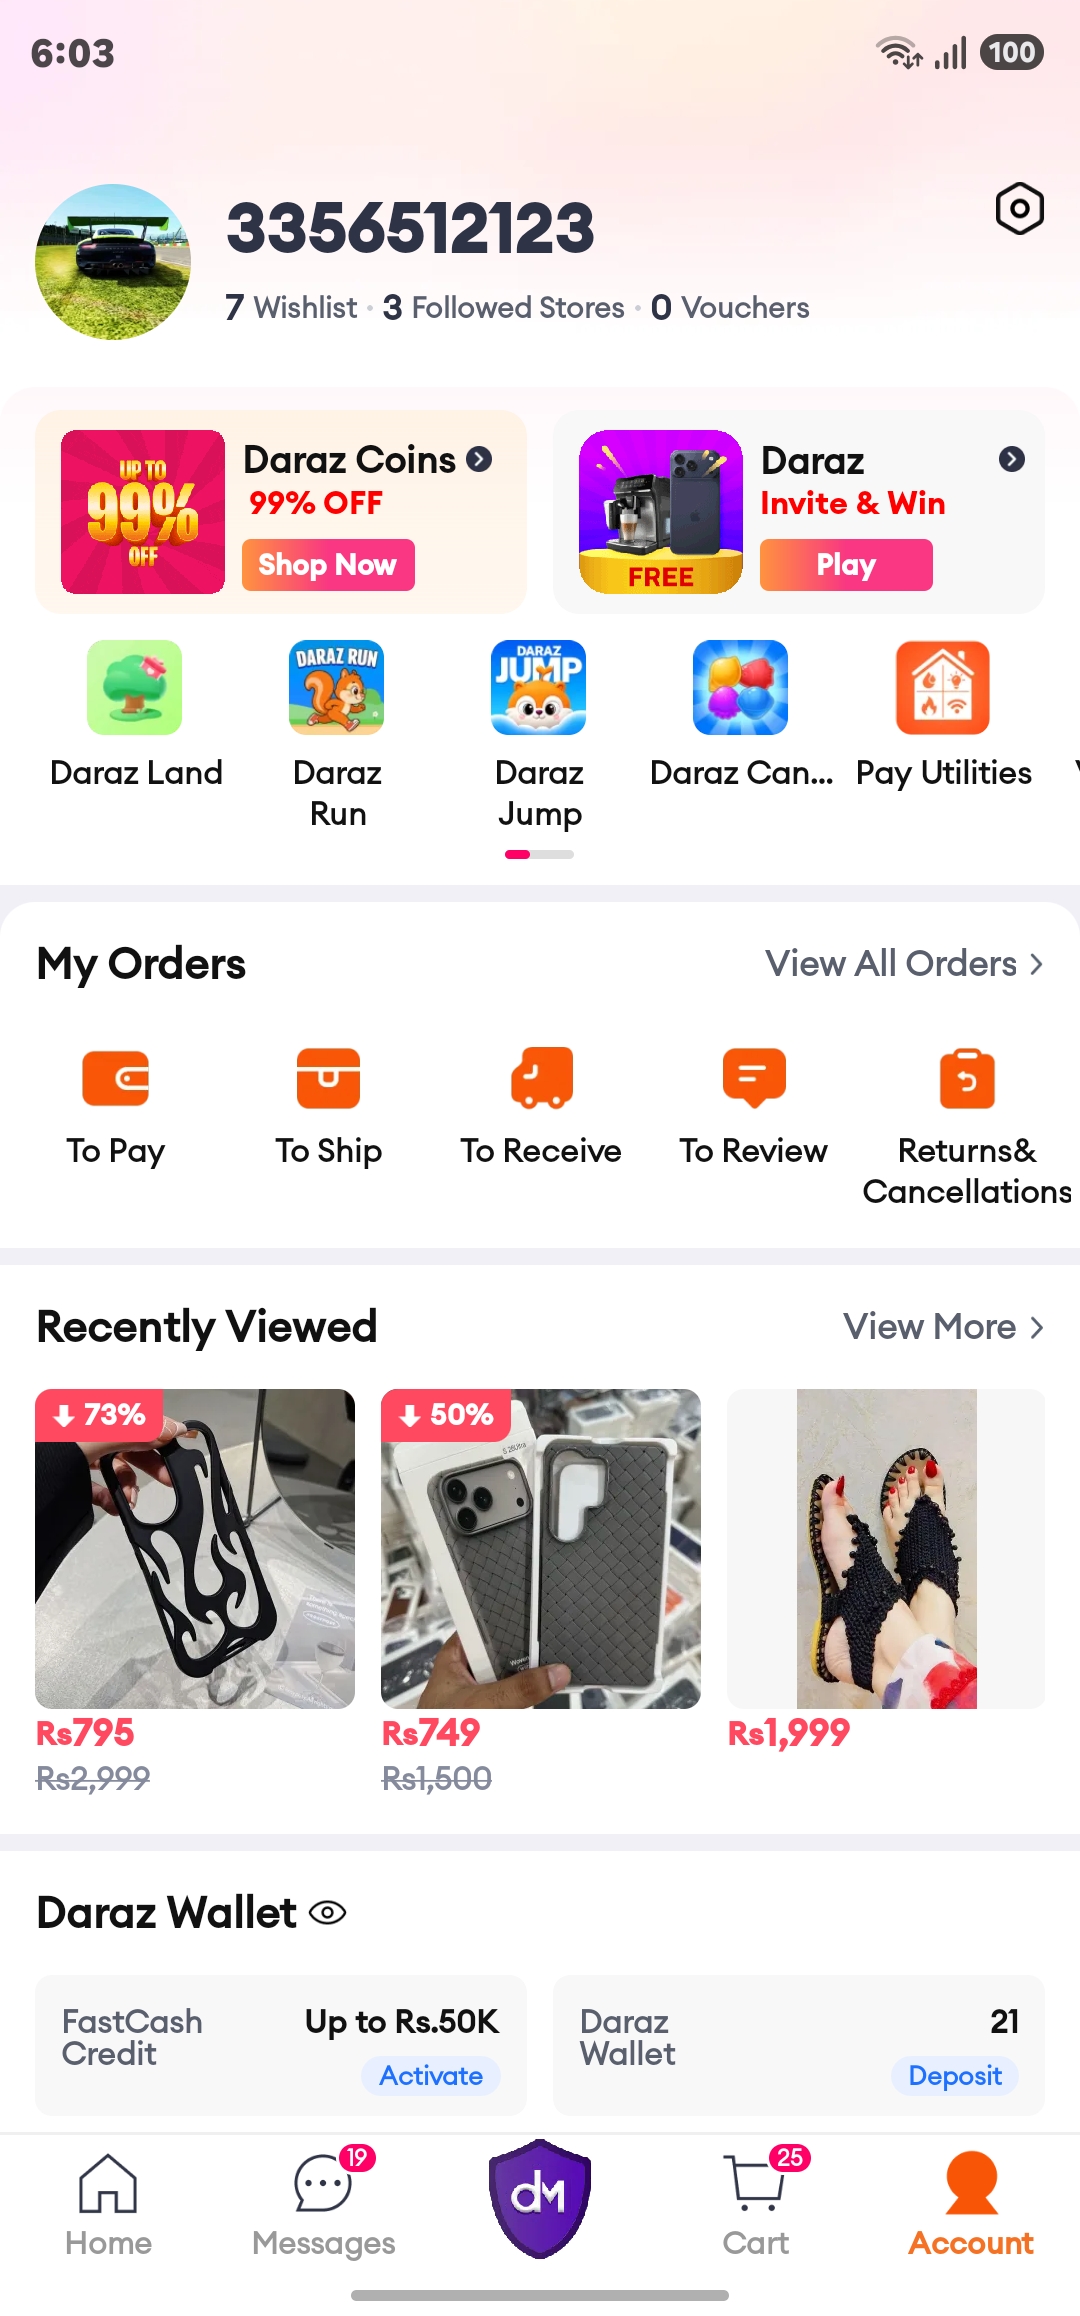 6:03
100
3356512123
7 Wishlist • 3 Followed Stores • 0 Vouchers
UP TO
99%
OFF
Daraz Coins
99% OFF
Shop Now
FREE
Daraz
Invite & Win
Play
DARAZ RUN
DARAZ
JUMP
Daraz Land
Daraz
Run
Daraz
Jump
Daraz Can...
Pay Utilities
My Orders
View All Orders
To Pay
To Ship
To Receive
To Review
Returns&
Cancellations
Recently Viewed
View More
73%
50%
Rs795
Rs2,999
Rs749
Rs1,500
Rs1,999
Daraz Wallet
FastCash
Credit
Up to Rs.50K
Activate
Daraz
Wallet
21
Deposit
Home
19
Messages
dM
25
Cart
Account